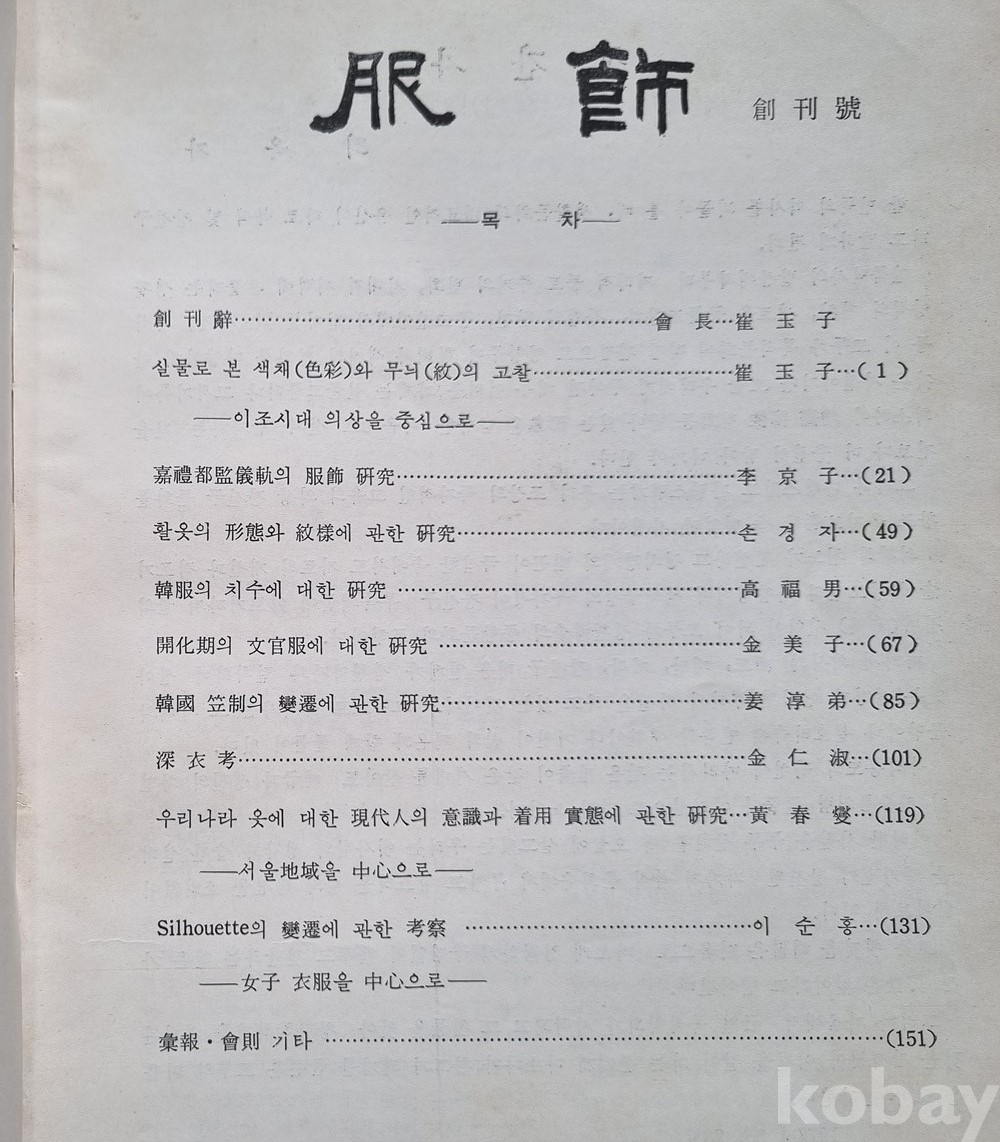 服飾 創刊號
——목 차——
創刊辭……會長…崔玉子
실물로 본 색채(色彩)와 무늬(紋)의 고찰……崔玉子…(1)
——이조시대 의상을 중심으로——
嘉禮都監儀軌의 服飾 硏究……李京子…(21)
활옷의 形態와 紋樣에 관한 硏究……손경자…(49)
韓服의 치수에 대한 硏究……高福男…(59)
開化期의 文官服에 대한 硏究……金美子…(67)
韓國 笠制의 變遷에 관한 硏究……姜淳弟…(85)
深衣考……金仁淑…(101)
우리나라 옷에 대한 現代人의 意識과 着用 實態에 관한 硏究…黃春燮…(119)
——서울地域을 中心으로——
Silhouette의 變遷에 관한 考察……이순홍…(131)
——女子 衣服을 中心으로——
彙報·會則 기타……(151)
kobay